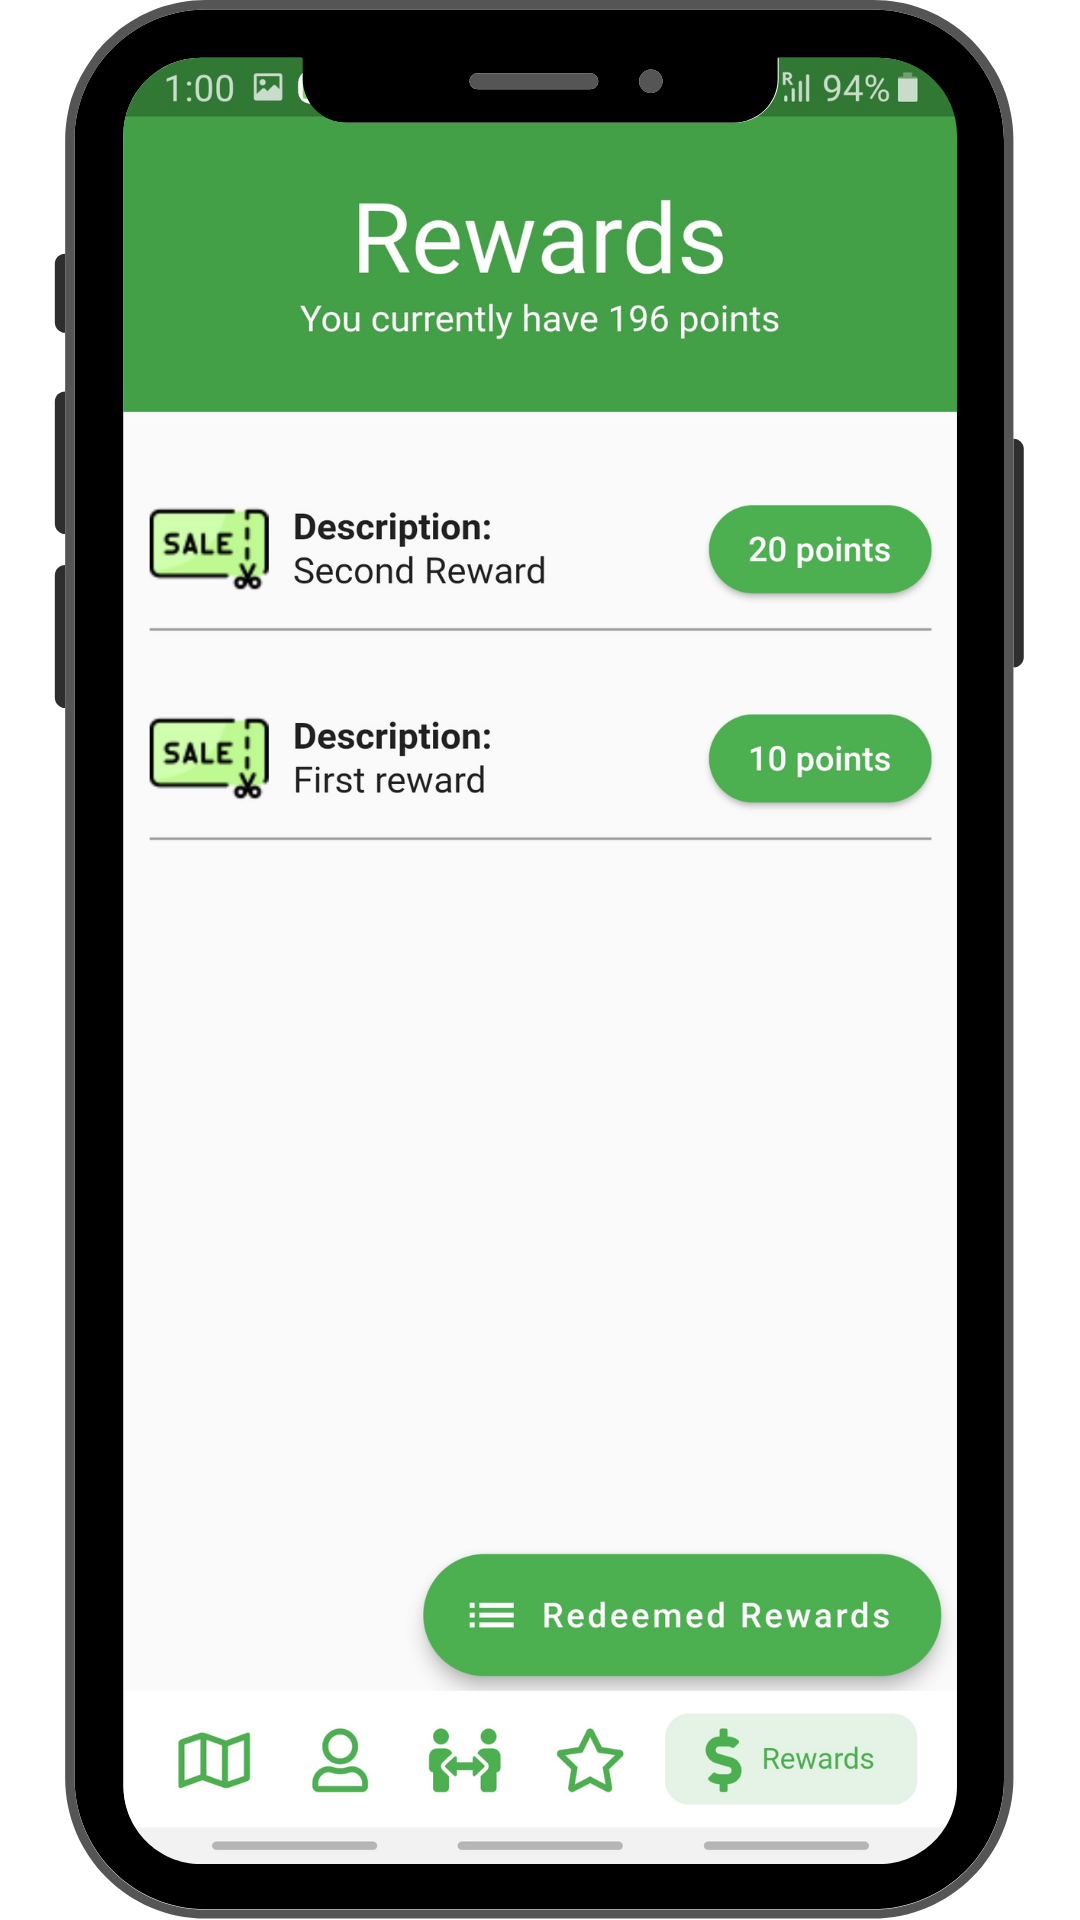 1:00
R 94%
Rewards
You currently have 196 points
SALE
Description:
Second Reward
20 points
SALE
Description:
First reward
10 points
Redeemed Rewards
Rewards